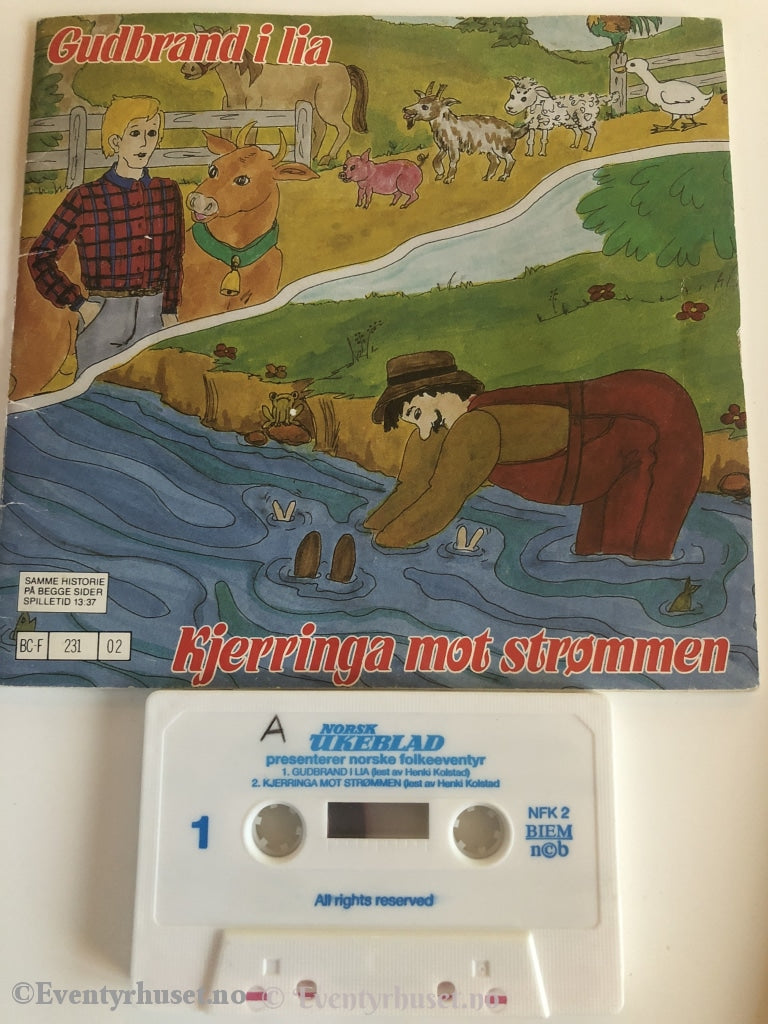 Gudbrand i lia
SAMME HISTORIE
PÅ BEGGE SIDER
SPILLETID 13:37
BC-F 231 02
Kjerringa mot strømmen
A
NORSK
UKEBLAD
presenterer norske folkeeventyr
1. GUDBRAND I LIA (lest av Henki Kolstad)
2. KJERRINGA MOT STRØMMEN (lest av Henki Kolstad
1
NFK 2
BIEM
n©b
All rights reserved
©Eventyrhuset.no © Eventyrhuset.no